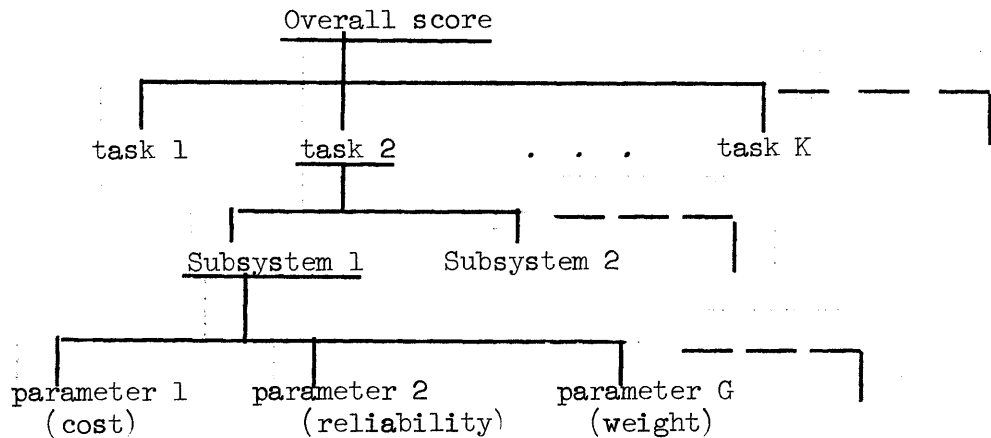 Overall score
task 1 task 2 . . . task K
Subsystem 1 Subsystem 2
parameter 1 parameter 2 parameter G
(cost) (reliability) (weight)